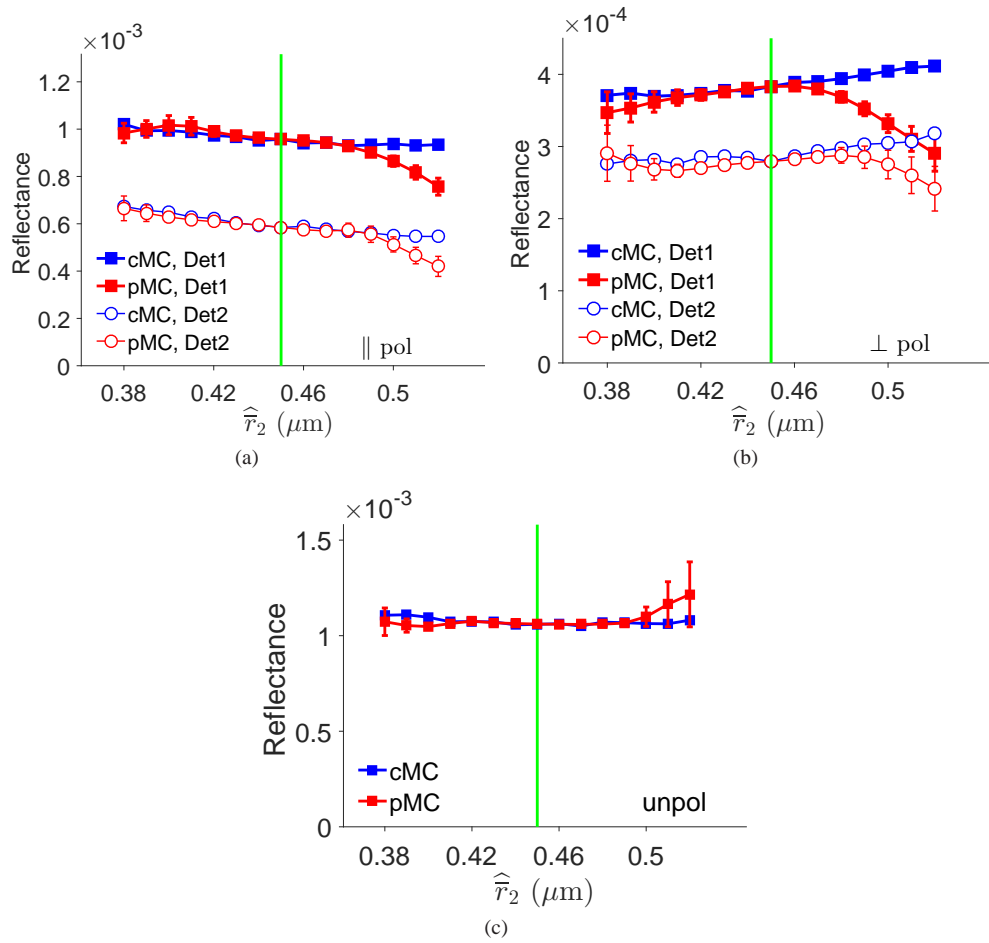 ×10⁻³
1.2
1
0.8
0.6
0.4
0.2
0
Reflectance
cMC, Det1
pMC, Det1
cMC, Det2
pMC, Det2
∥ pol
0.38
0.42
0.46
0.5
r̅̂₂ (μm)
(a)
×10⁻⁴
4
2
0
Reflectance
cMC, Det1
pMC, Det1
cMC, Det2
pMC, Det2
⊥ pol
0.38
0.42
0.46
0.5
r̅̂₂ (μm)
(b)
×10⁻³
1.5
1
0.5
0
Reflectance
cMC
pMC
unpol
0.38
0.42
0.46
0.5
r̅̂₂ (μm)
(c)